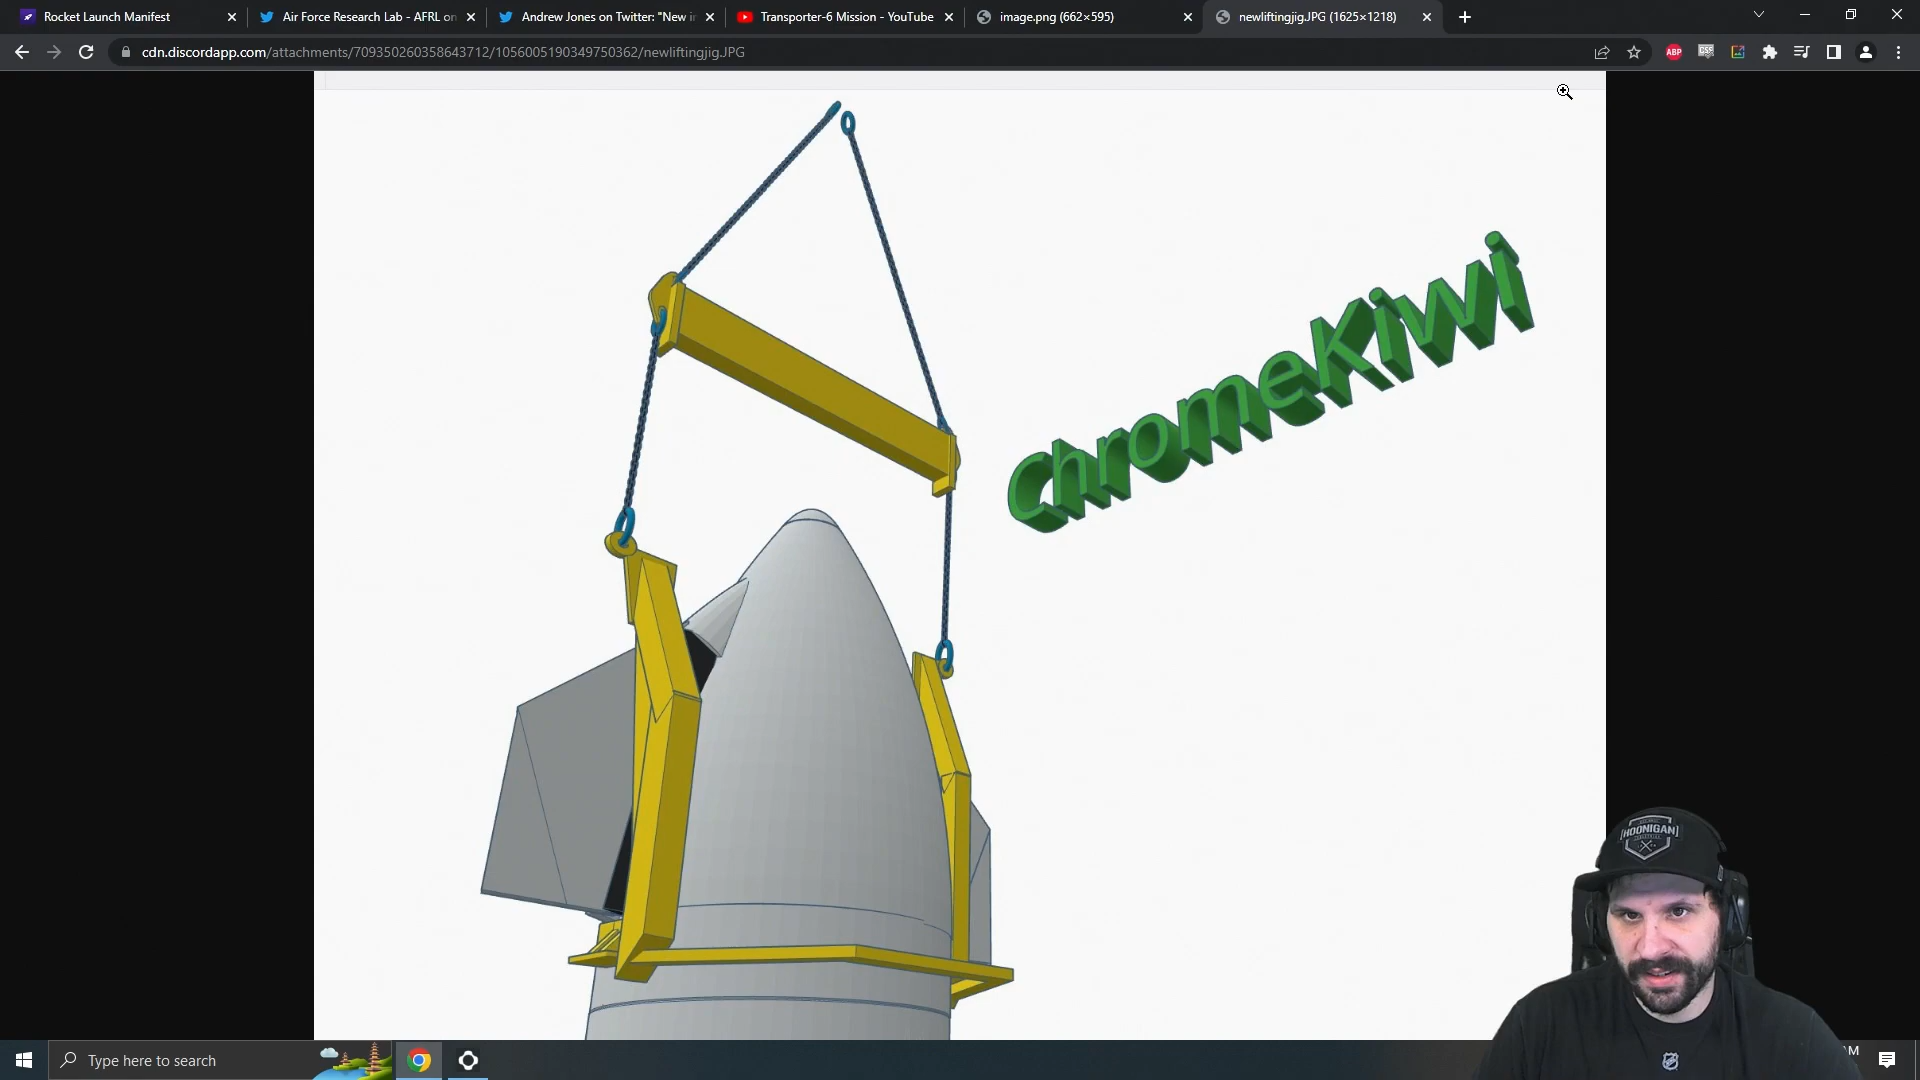 Rocket Launch Manifest
Air Force Research Lab - AFRL on
Andrew Jones on Twitter: "New i
Transporter-6 Mission - YouTube
image.png (662×595)
newliftingjig.JPG (1625×1218)
cdn.discordapp.com/attachments/709350260358643712/1056005190349750362/newliftingjig.JPG
ABP
ChromeKiwi
HOONIGAN
Type here to search